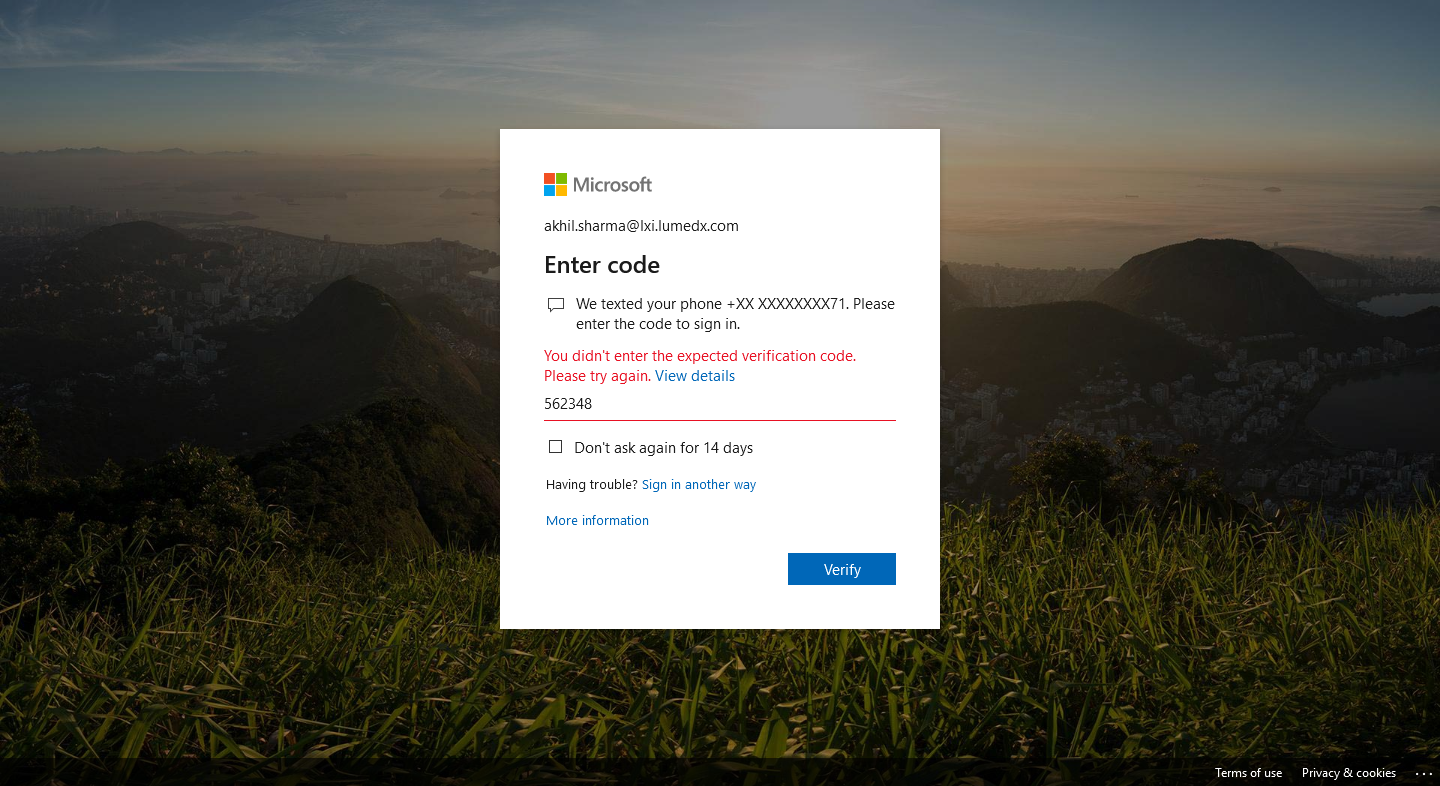 Microsoft
akhil.sharma@lxi.lumedx.com
Enter code
We texted your phone +XX XXXXXXXX71. Please
enter the code to sign in.
You didn't enter the expected verification code.
Please try again. View details
562348
Don't ask again for 14 days
Having trouble? Sign in another way
More information
Verify
Terms of use Privacy & cookies ...